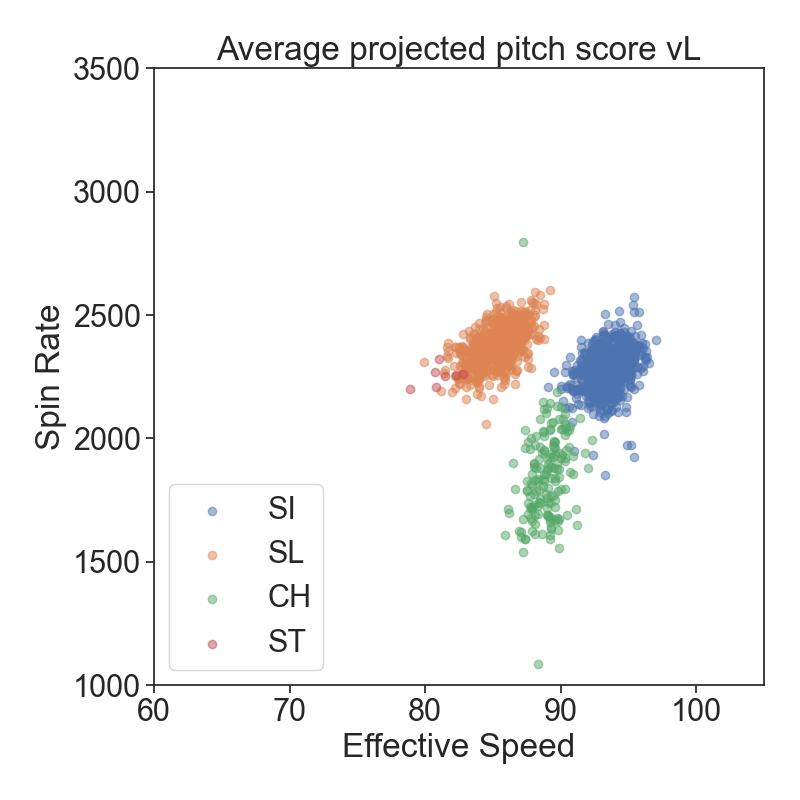 Average projected pitch score vL
3500
3000
2500
2000
1500
1000
Spin Rate
SI
SL
CH
ST
60 70 80 90 100
Effective Speed